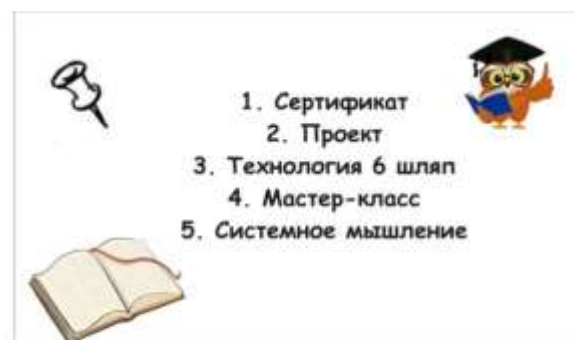 1. Сертификат
2. Проект
3. Технология 6 шляп
4. Мастер-класс
5. Системное мышление